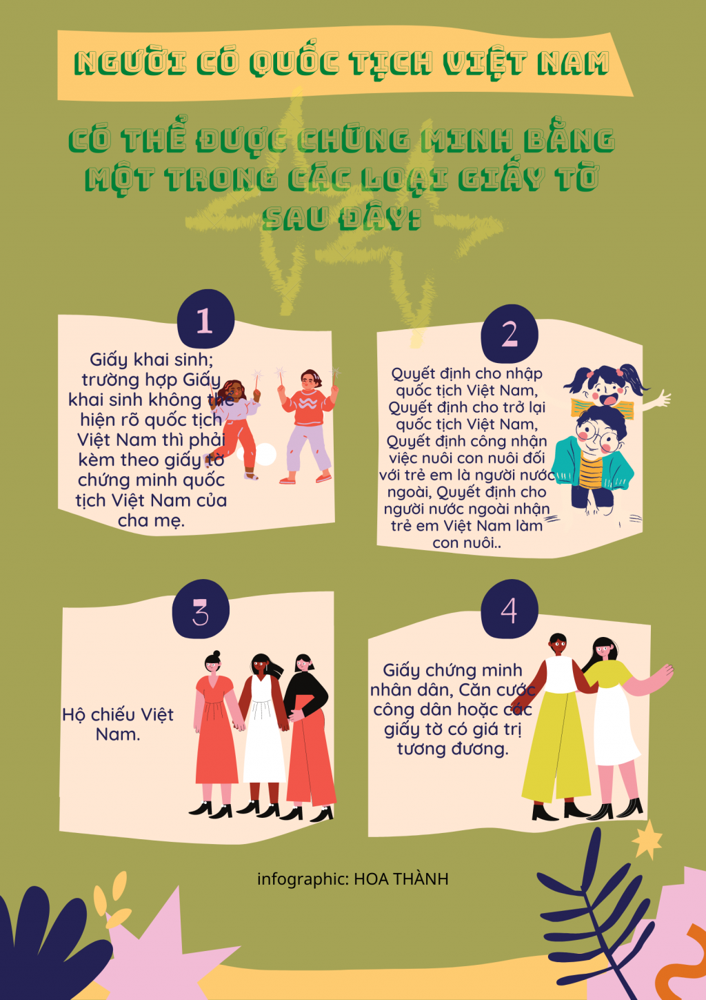 NGƯỜI CÓ QUỐC TỊCH VIỆT NAM
CÓ THỂ ĐƯỢC CHỨNG MINH BẰNG
MỘT TRONG CÁC LOẠI GIẤY TỜ
SAU ĐÂY:
1
Giấy khai sinh;
trường hợp Giấy
khai sinh không thể
hiện rõ quốc tịch
Việt Nam thì phải
kèm theo giấy tờ
chứng minh quốc
tịch Việt Nam của
cha mẹ.
2
Quyết định cho nhập
quốc tịch Việt Nam,
Quyết định cho trở lại
quốc tịch Việt Nam,
Quyết định công nhận
việc nuôi con nuôi đối
với trẻ em là người nước
ngoài, Quyết định cho
người nước ngoài nhận
trẻ em Việt Nam làm
con nuôi..
3
Hộ chiếu Việt
Nam.
4
Giấy chứng minh
nhân dân, Căn cước
công dân hoặc các
giấy tờ có giá trị
tương đương.
infographic: HOA THÀNH